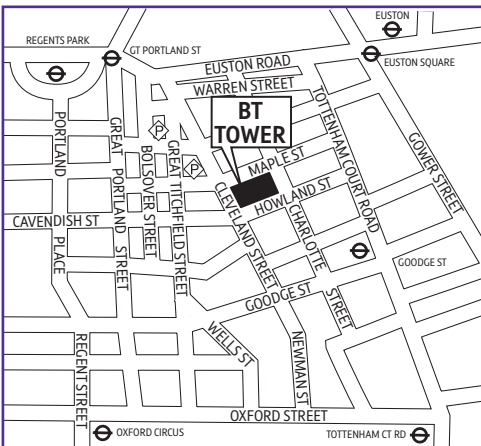 EUSTON
REGENTS PARK
GT PORTLAND ST
EUSTON ROAD
EUSTON SQUARE
WARREN STREET
BT
TOWER
P
P
MAPLE ST
HOWLAND ST
PORTLAND
PLACE
GREAT PORTLAND STREET
BOLSOVER STREET
GREAT TITCHFIELD STREET
CLEVELAND STREET
CHARLOTTE
STREET
TOTTENHAM COURT ROAD
GOWER STREET
CAVENDISH ST
GOODGE ST
GOODGE ST
WELLS ST
NEWMAN ST
REGENT STREET
OXFORD STREET
OXFORD CIRCUS
TOTTENHAM CT RD